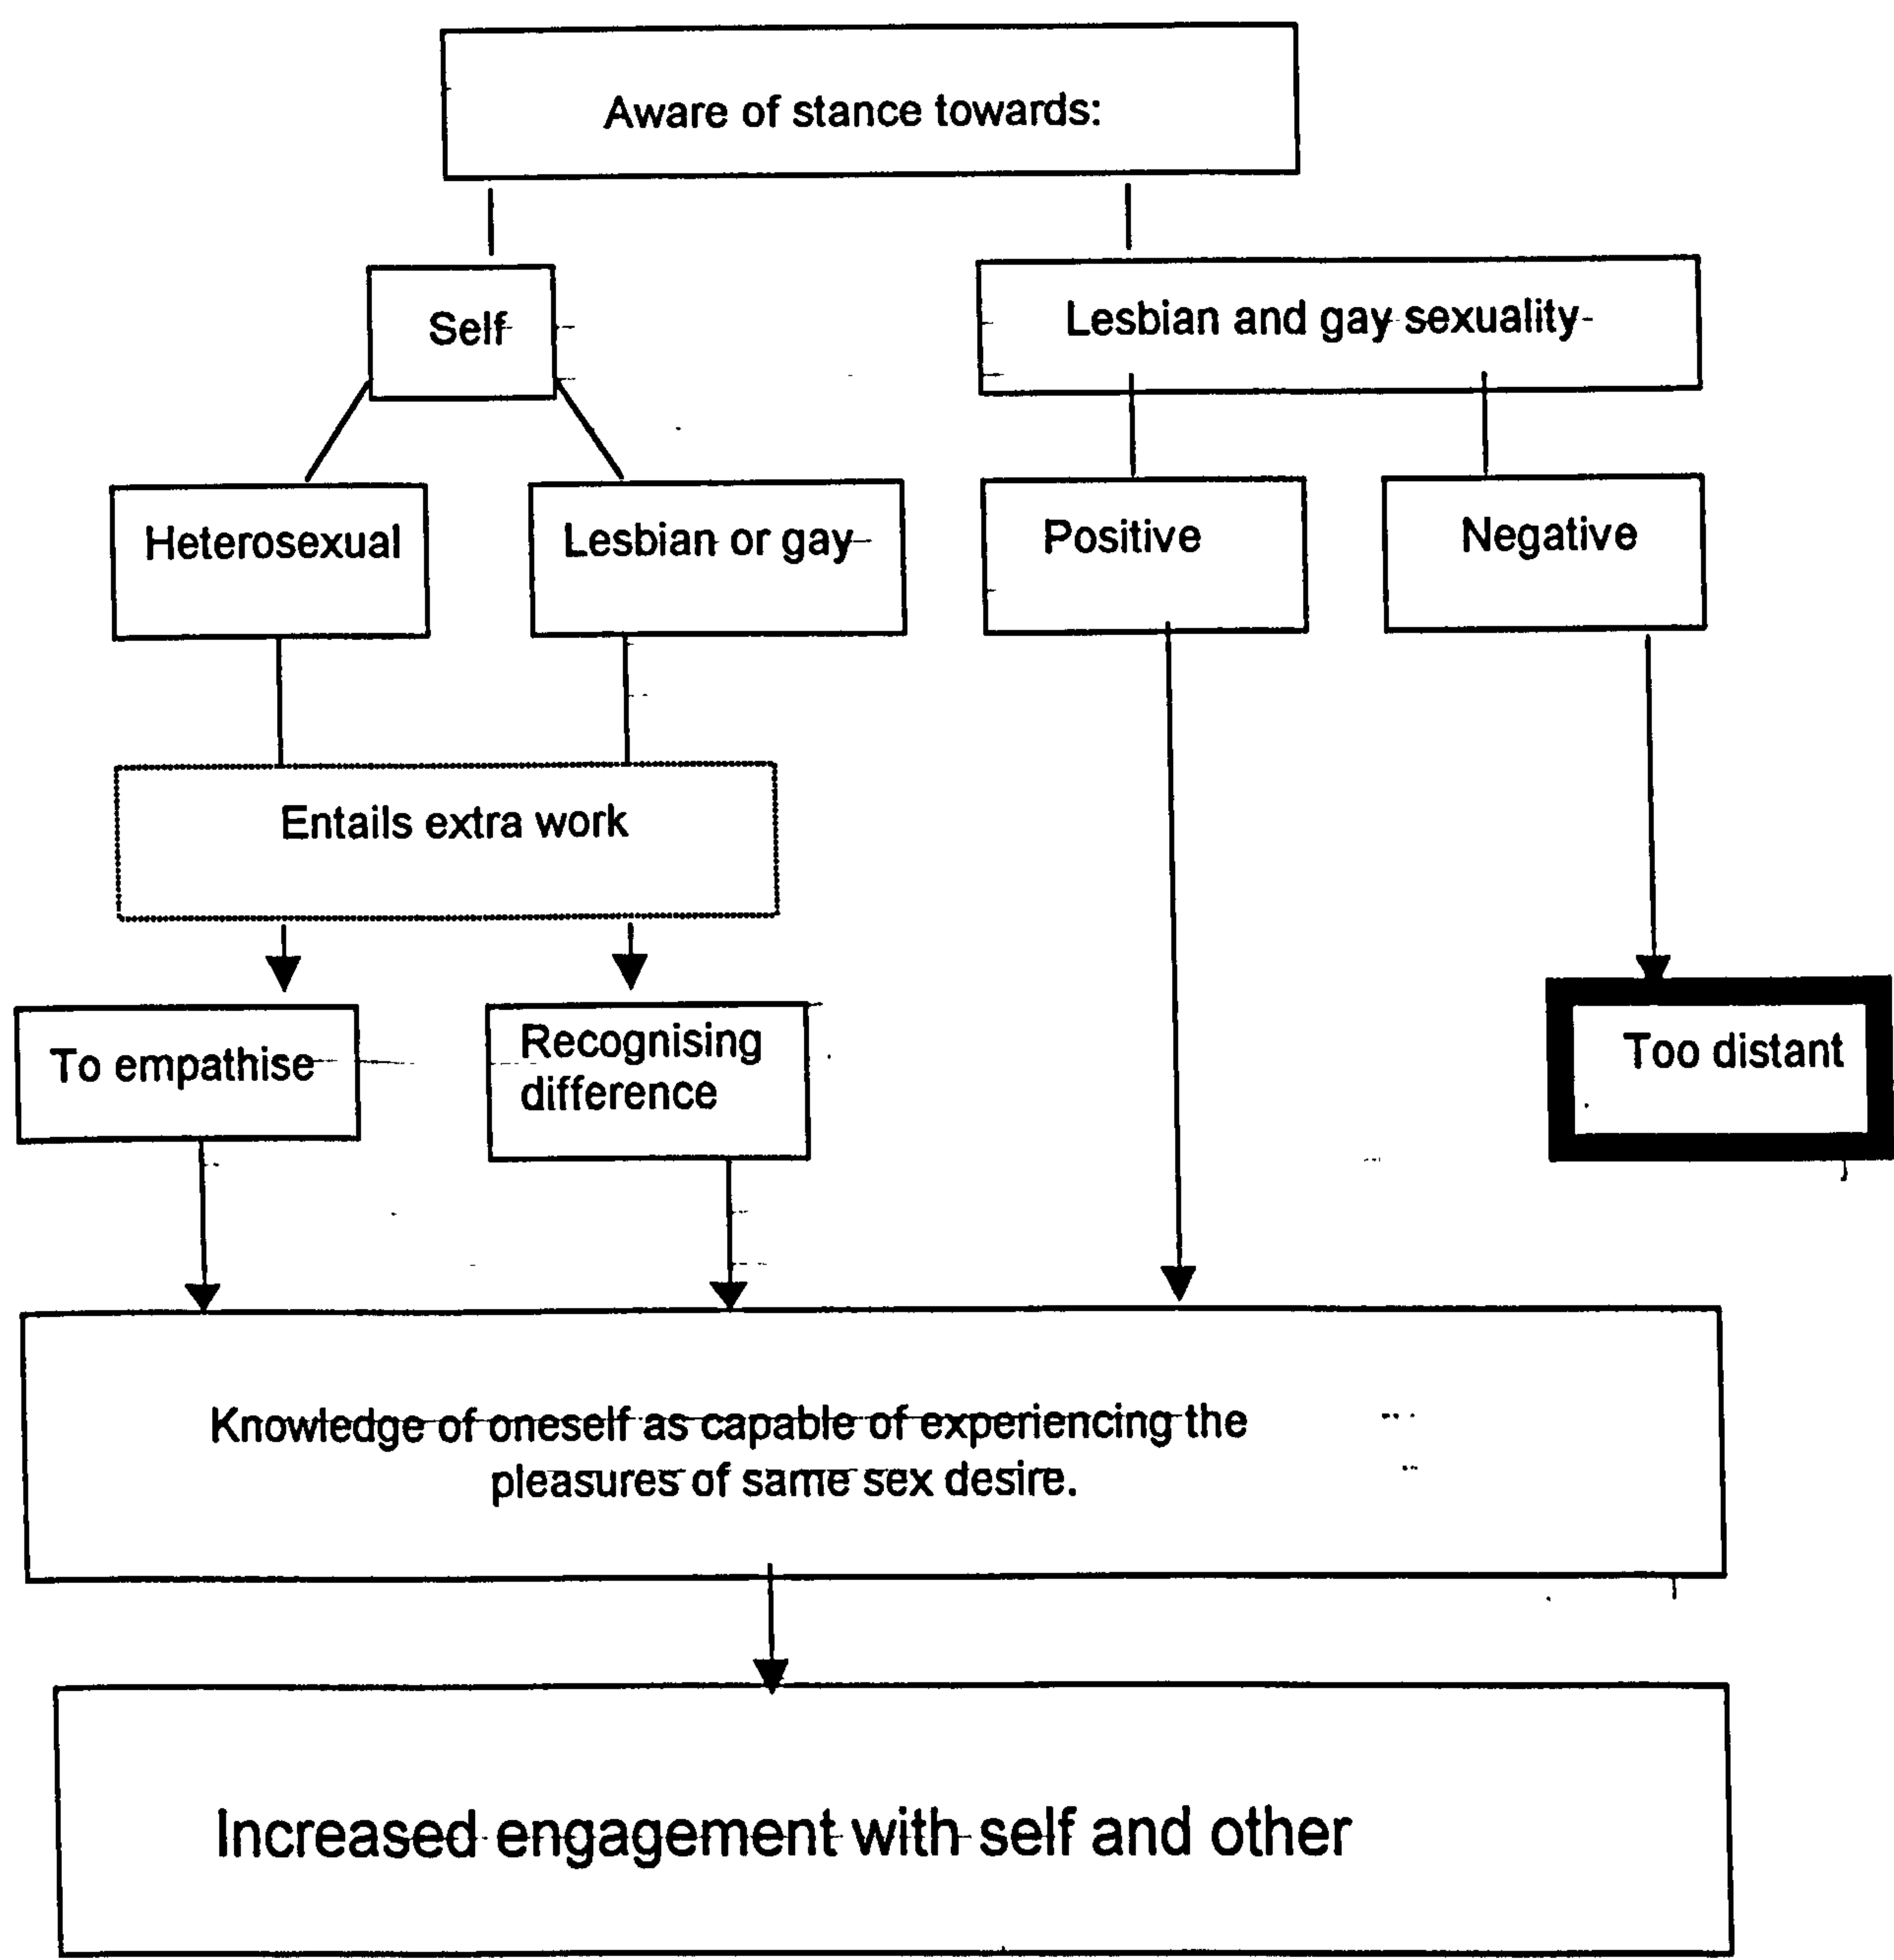 Aware of stance towards:
Self
Lesbian and gay sexuality
Heterosexual
Lesbian or gay
Positive
Negative
Entails extra work
To empathise
Recognising
difference
Too distant
Knowledge of oneself as capable of experiencing the
pleasures of same sex desire.
Increased engagement with self and other